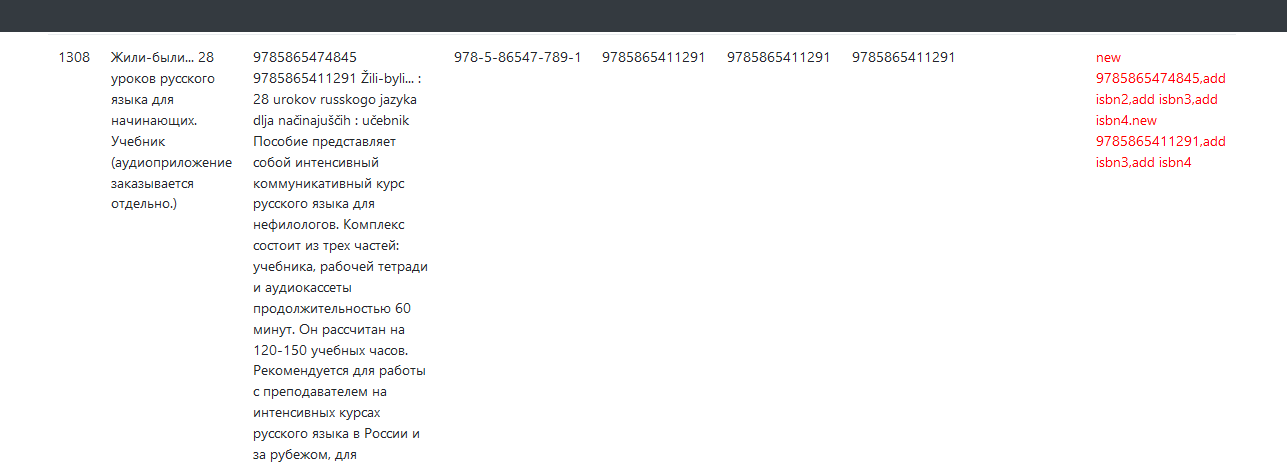 1308
Жили-были... 28
уроков русского
языка для
начинающих.
Учебник
(аудиоприложение
заказывается
отдельно.)
9785865474845
9785865411291 Žili-byli... :
28 urokov russkogo jazyka
dlja načinajuščih : učebnik
Пособие представляет
собой интенсивный
коммуникативный курс
русского языка для
нефилологов. Комплекс
состоит из трех частей:
учебника, рабочей тетради
и аудиокассеты
продолжительностью 60
минут. Он рассчитан на
120-150 учебных часов.
Рекомендуется для работы
с преподавателем на
интенсивных курсах
русского языка в России и
за рубежом, для
978-5-86547-789-1
9785865411291
9785865411291
9785865411291
new
9785865474845,add
isbn2,add isbn3,add
isbn4.new
9785865411291,add
isbn3,add isbn4